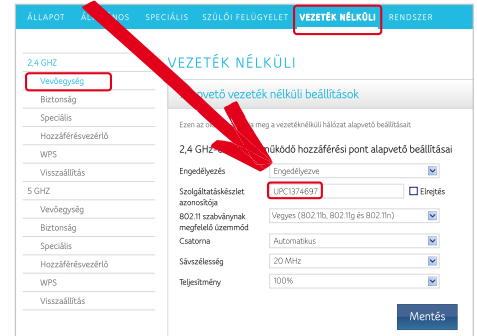 ÁLLAPOT ÁL NOS SPECIÁLIS SZÜLŐI FELÜGYELET VEZETÉK NÉLKÜLI RENDSZER
VEZETÉK NÉLKÜLI
2,4 GHZ
Vevőegység
Biztonság
Speciális
Hozzáférésvezérlő
WPS
Visszaállítás
5 GHZ
Vevőegység
Biztonság
Speciális
Hozzáférésvezérlő
WPS
Visszaállítás
vető vezeték nélküli beállítások
Ezen az meg a vezetéknélküli hálózat alapvető beállításait
2,4 GHz- működő hozzáférési pont alapvető beállításai
Engedélyezés Engedélyezve
Szolgáltatáskészlet azonosítója UPC1374697 Elrejtés
802.11 szabványnak megfelelő üzemmód Vegyes (802.11b, 802.11g és 802.11n)
Csatorna Automatikus
Sávszélesség 20 MHz
Teljesítmény 100%
Mentés